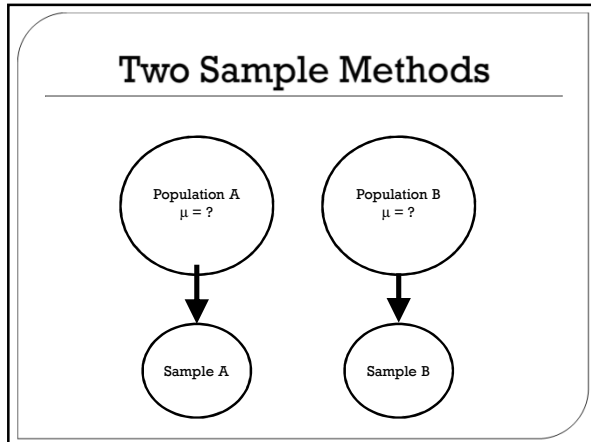 Two Sample Methods
Population A
μ = ?
Population B
μ = ?
Sample A
Sample B